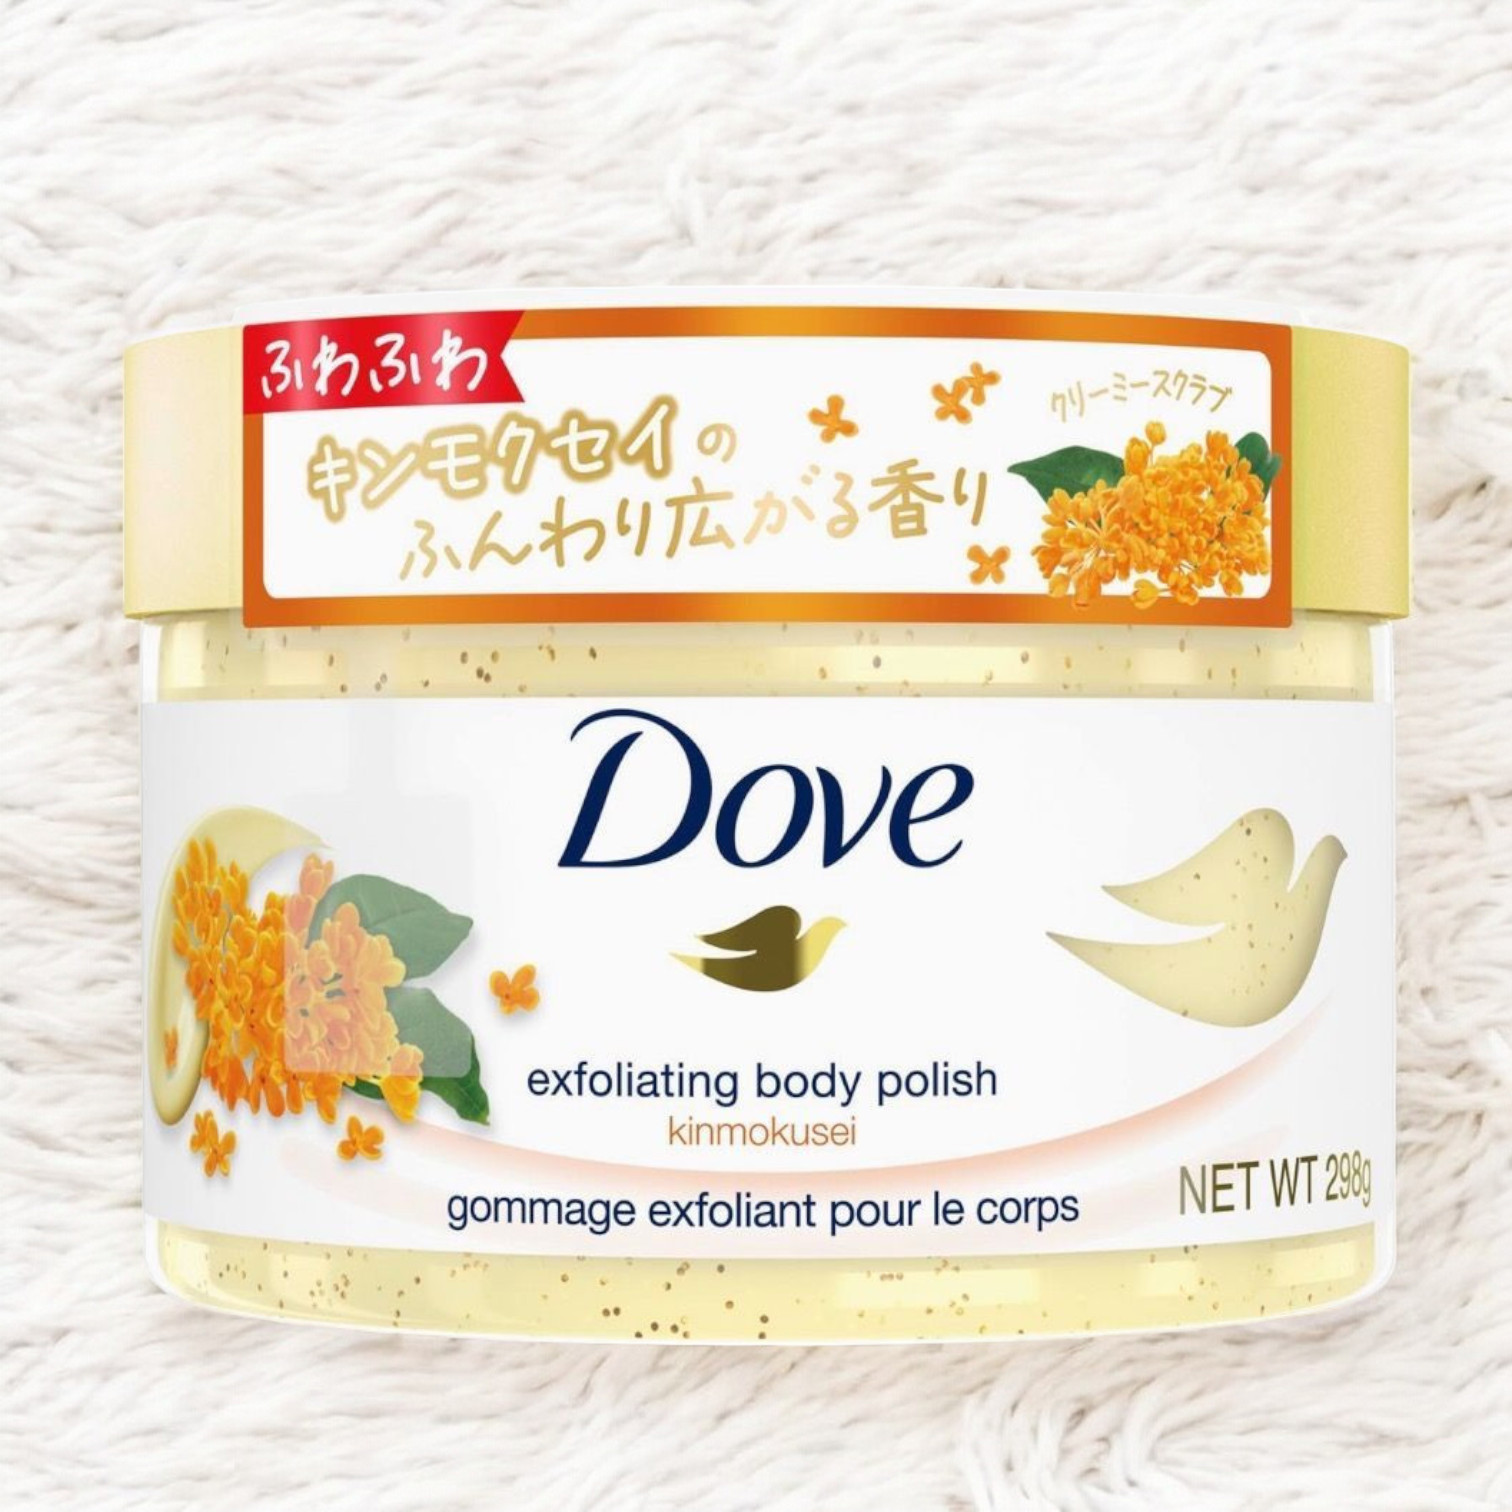 ふわふわ
キンモクセイの
ふんわり広がる香り
クリーミースクラブ
Dove
exfoliating body polish
kinmokusei
gommage exfoliant pour le corps
NET WT 298g